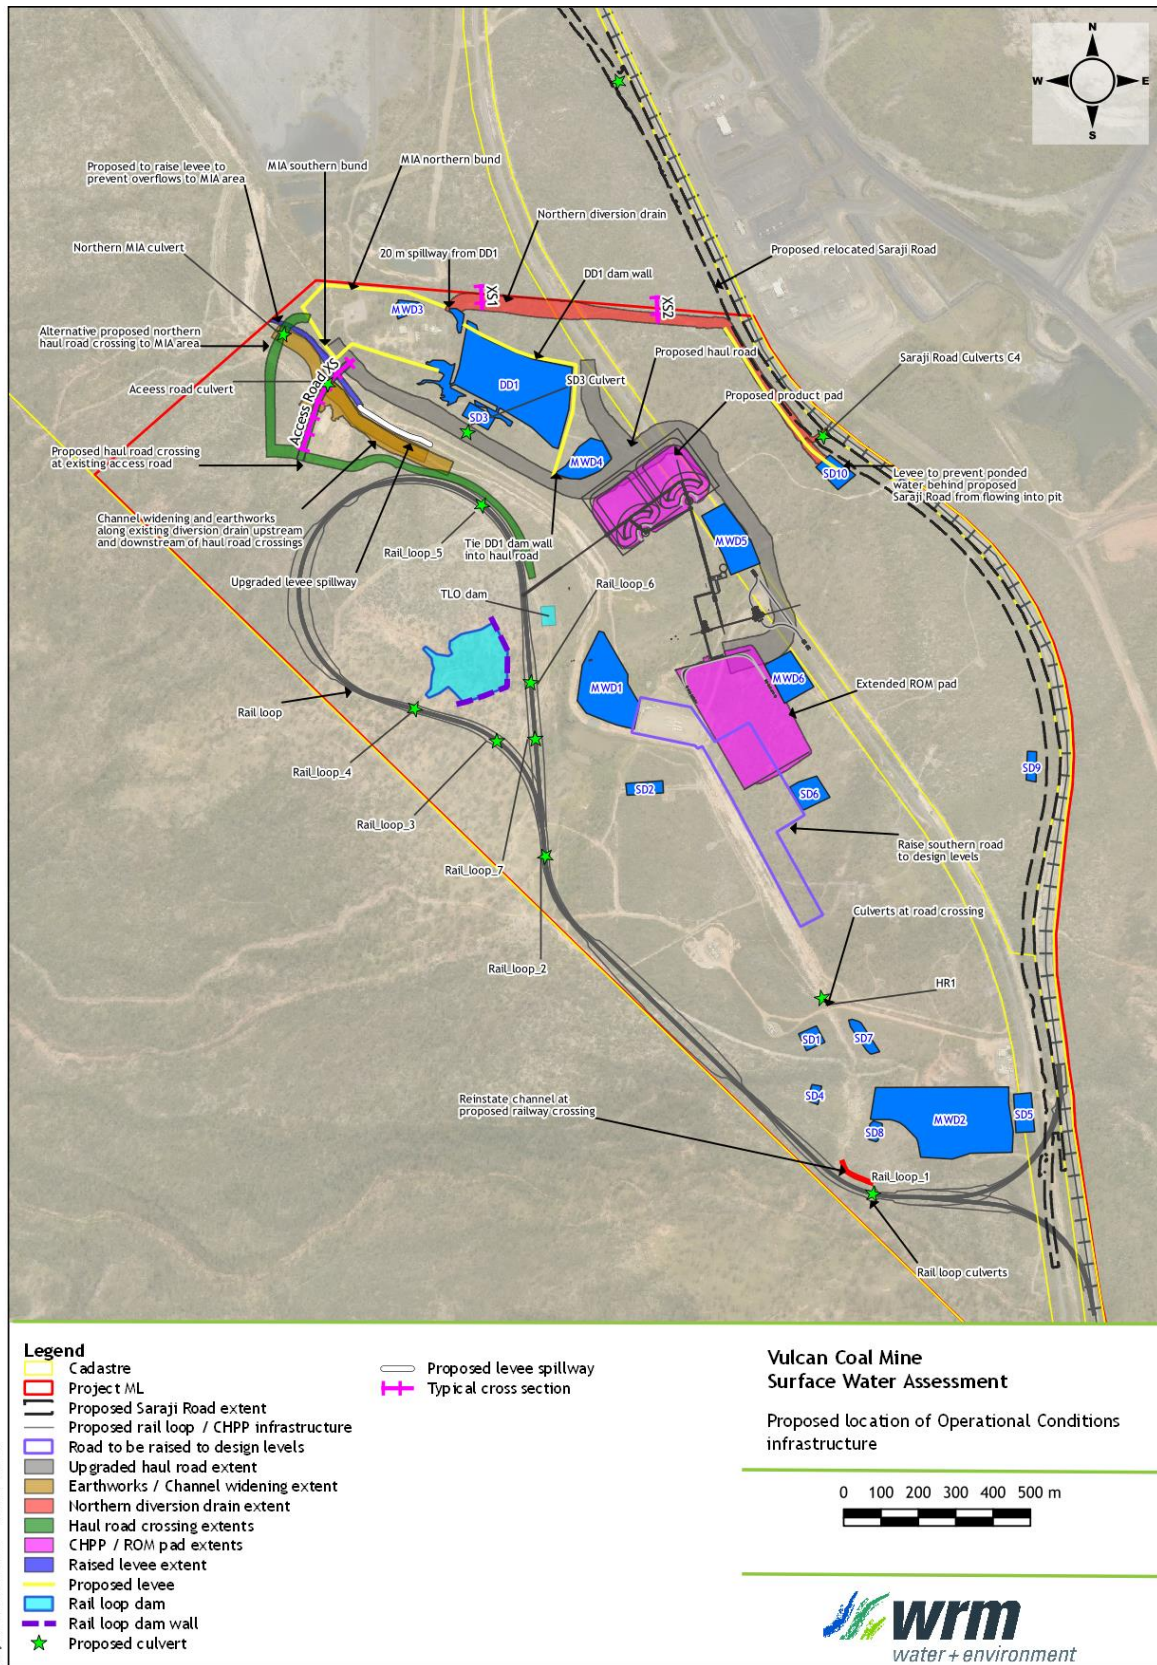 N
W
E
S
Proposed to raise levee to
prevent overflows to MIA area
MIA southern bund
MIA northern bund
Northern diversion drain
Northern MIA culvert
20 m spillway from DD1
DD1 dam wall
Proposed relocated Saraji Road
XS1
XS2
MWD3
Alternative proposed northern
haul road crossing to MIA area
Proposed haul road
Saraji Road Culverts C4
Aceess road culvert
Access Road XS
DD1
SD3 Culvert
Proposed product pad
SD3
Proposed haul road crossing
at existing access road
MWD4
SD10
Levee to prevent ponded
water behind proposed
Saraji Road from flowing into pit
Channel widening and earthworks
along existing diversion drain upstream
and downstream of haul road crossings
Rail_loop_5
Tie DD1 dam wall
into haul road
MWD5
Upgraded levee spillway
TLO dam
Rail_loop_6
MWD1
MWD6
Extended ROM pad
Rail loop
Rail_loop_4
SD9
SD2
SD6
Rail_loop_3
Raise southern road
to design levels
Rail_loop_7
Culverts at road crossing
Rail_loop_2
HR1
SD1
SD7
Reinstate channel at
proposed railway crossing
SD4
MWD2
SD5
SD8
Rail_loop_1
Rail loop culverts
Legend
Cadastre
Project ML
Proposed Saraji Road extent
Proposed rail loop / CHPP infrastructure
Road to be raised to design levels
Upgraded haul road extent
Earthworks / Channel widening extent
Northern diversion drain extent
Haul road crossing extents
CHPP / ROM pad extents
Raised levee extent
Proposed levee
Rail loop dam
Rail loop dam wall
Proposed culvert
Proposed levee spillway
Typical cross section
Vulcan Coal Mine
Surface Water Assessment
Proposed location of Operational Conditions
infrastructure
0 100 200 300 400 500 m
wrm
water + environment